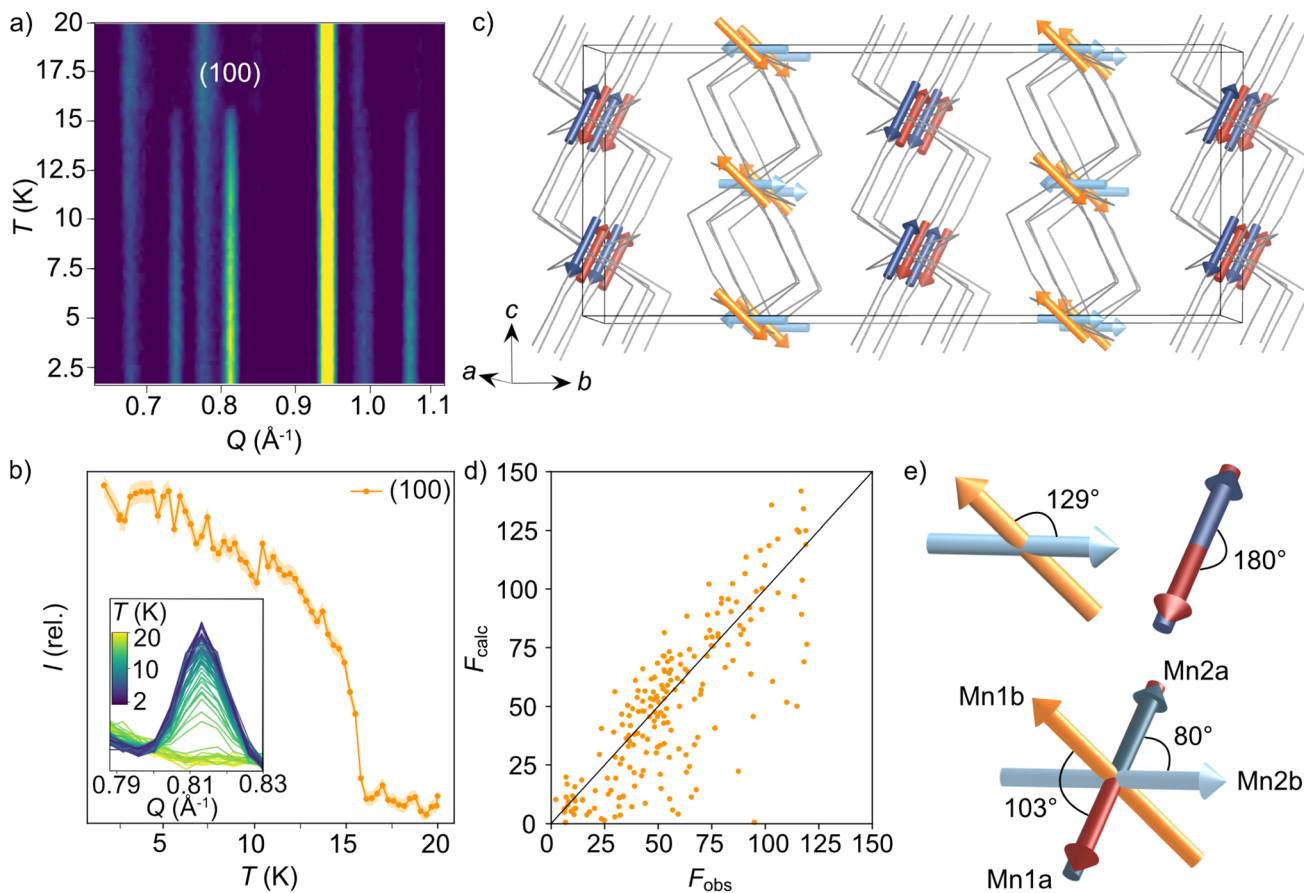 a)
20
17.5
15
12.5
10
7.5
5
2.5
T (K)
(100)
0.7 0.8 0.9 1.0 1.1
Q (Å⁻¹)
c)
c
a
b
b)
I (rel.)
(100)
T (K)
20
10
2
0.79 0.81 0.83
Q (Å⁻¹)
5 10 15 20
T (K)
d)
150
125
100
75
50
25
0
F_calc
0 25 50 75 100 125 150
F_obs
e)
129°
180°
Mn2a
Mn1b
80°
Mn2b
103°
Mn1a